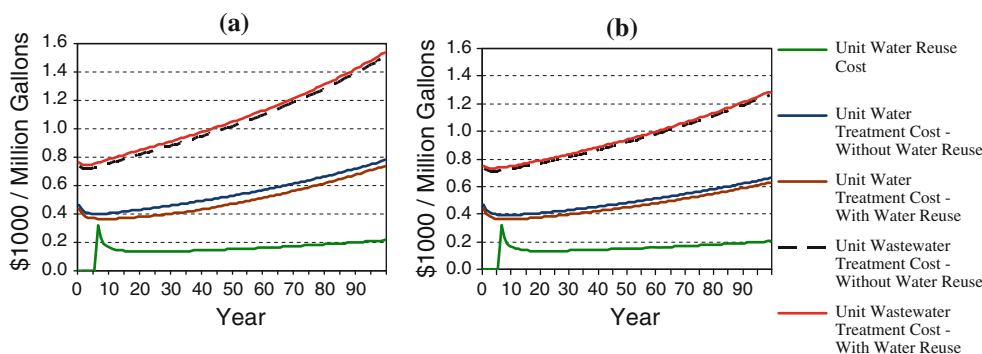 (a)
$1000 / Million Gallons
1.6
1.4
1.2
1.0
0.8
0.6
0.4
0.2
0.0
0 10 20 30 40 50 60 70 80 90
Year
(b)
$1000 / Million Gallons
1.6
1.4
1.2
1.0
0.8
0.6
0.4
0.2
0.0
0 10 20 30 40 50 60 70 80 90
Year
Unit Water Reuse
Cost
Unit Water
Treatment Cost -
Without Water Reuse
Unit Water
Treatment Cost -
With Water Reuse
Unit Wastewater
Treatment Cost -
Without Water Reuse
Unit Wastewater
Treatment Cost -
With Water Reuse